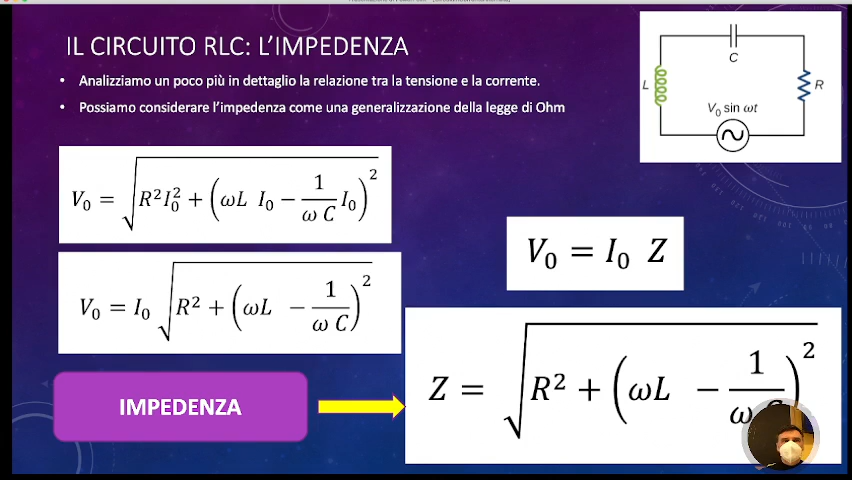 IL CIRCUITO RLC: L'IMPEDENZA
• Analizziamo un poco più in dettaglio la relazione tra la tensione e la corrente.
• Possiamo considerare l'impedenza come una generalizzazione della legge di Ohm
C
L
R
V₀ sin ωt
V₀ = √(R²I₀² + (ωL I₀ − 1/(ω C) I₀)²)
V₀ = I₀ Z
V₀ = I₀ √(R² + (ωL − 1/(ω C))²)
IMPEDENZA
Z = √(R² + (ωL − 1/(ω C))²)